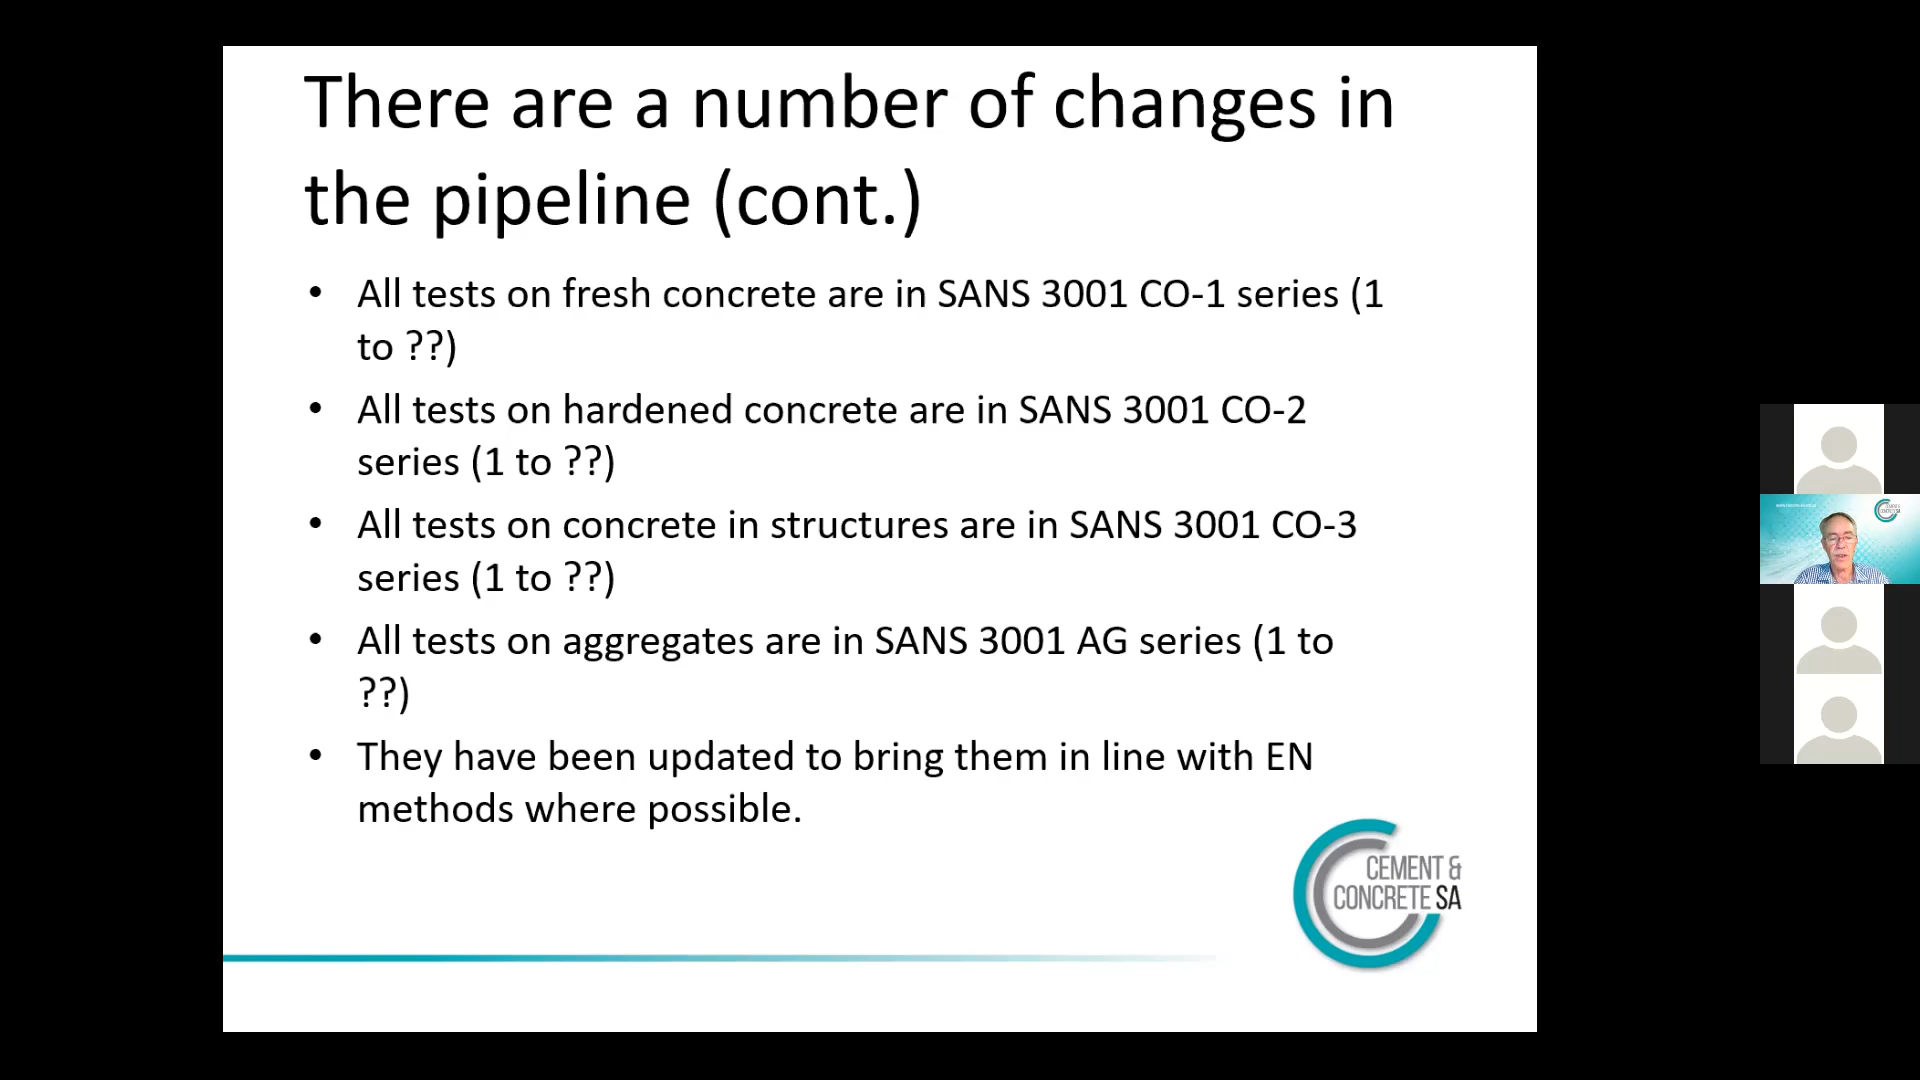 There are a number of changes in
the pipeline (cont.)
• All tests on fresh concrete are in SANS 3001 CO-1 series (1
to ??)
• All tests on hardened concrete are in SANS 3001 CO-2
series (1 to ??)
• All tests on concrete in structures are in SANS 3001 CO-3
series (1 to ??)
• All tests on aggregates are in SANS 3001 AG series (1 to
??)
• They have been updated to bring them in line with EN
methods where possible.
CEMENT &
CONCRETE SA